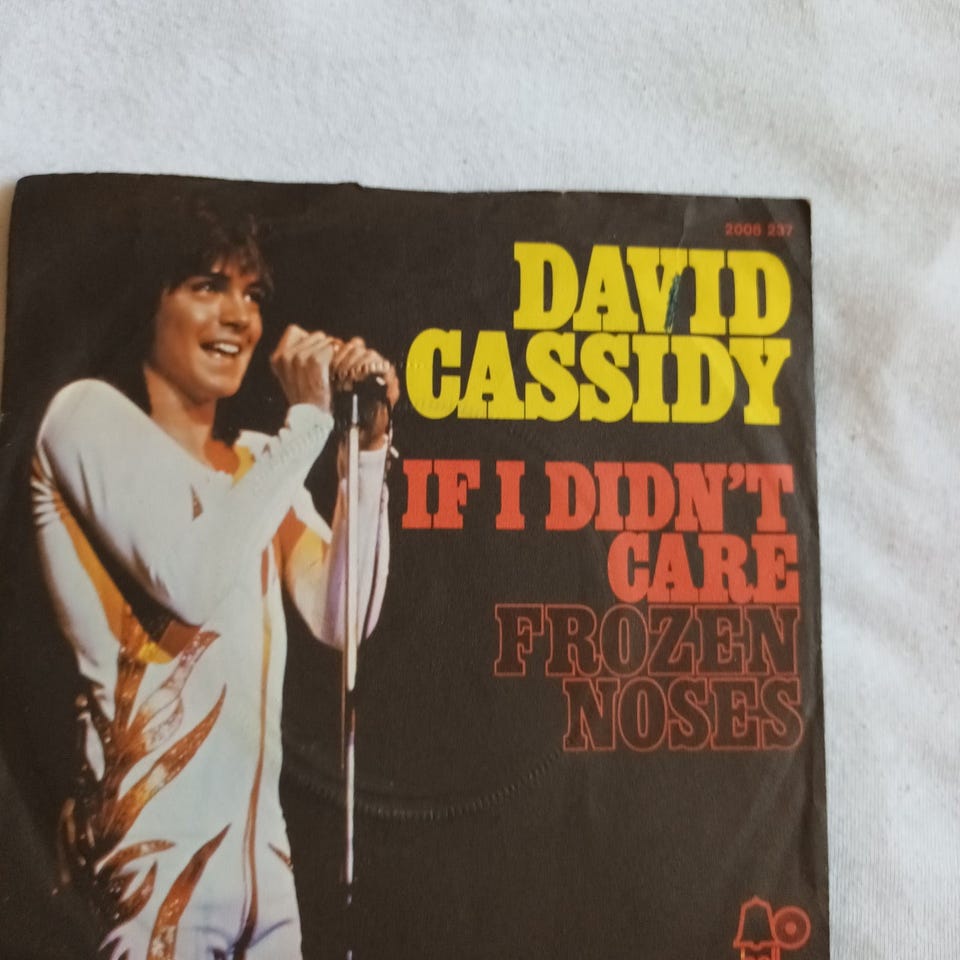 2008 237
DAVID
CASSIDY
IF I DIDN'T
CARE
FROZEN
NOSES